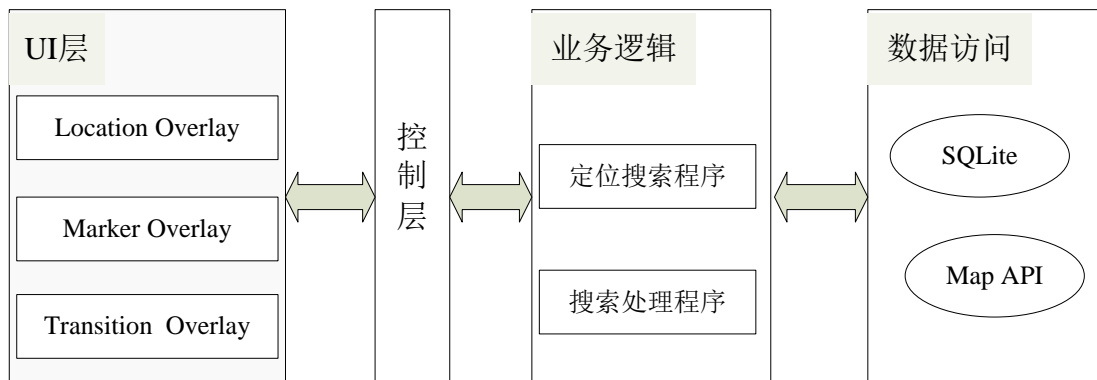 UI层
Location Overlay
Marker Overlay
Transition Overlay
控制层
业务逻辑
定位搜索程序
搜索处理程序
数据访问
SQLite
Map API